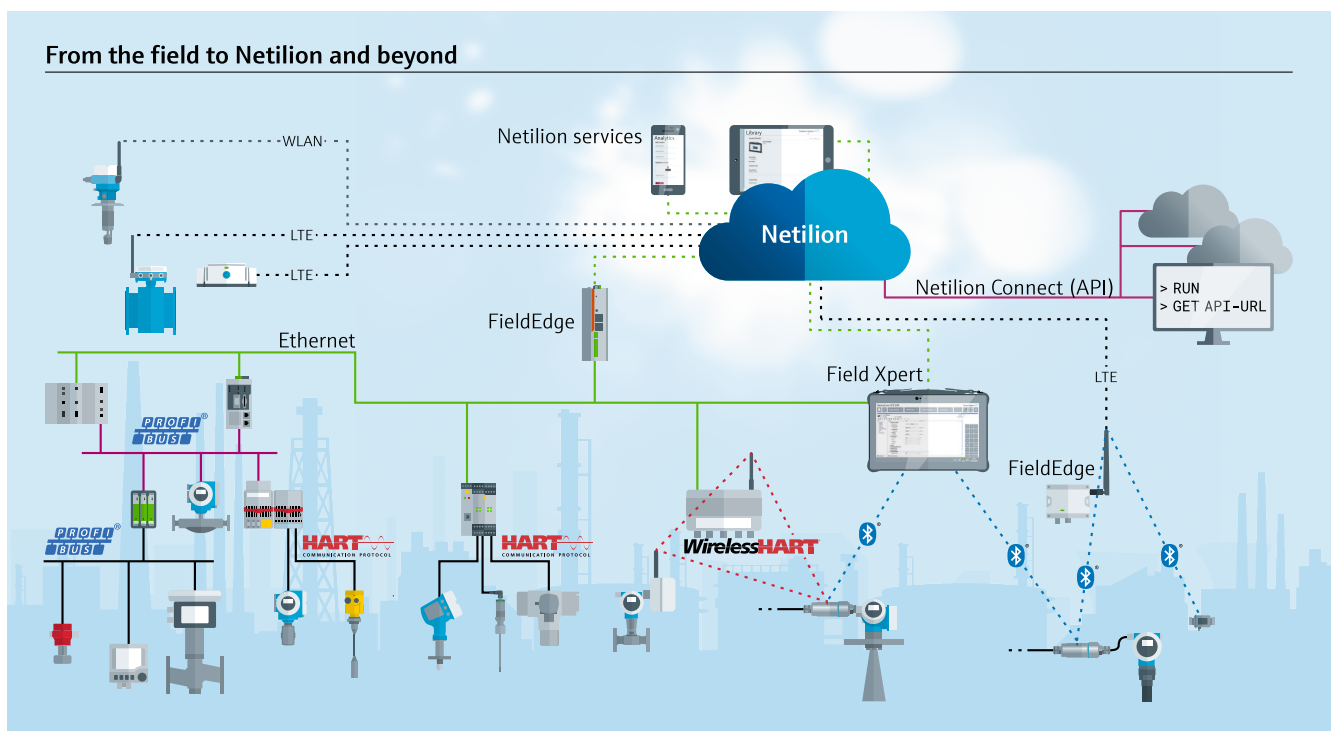 From the field to Netilion and beyond
WLAN
Netilion services
Analytics
Library
LTE
Netilion
LTE
Netilion Connect (API)
> RUN
> GET API-URL
FieldEdge
Ethernet
Field Xpert
LTE
PROFI
BUS
®
FieldEdge
PROFI
BUS
®
HART
COMMUNICATION PROTOCOL
HART
COMMUNICATION PROTOCOL
WirelessHART
®
®
®
®